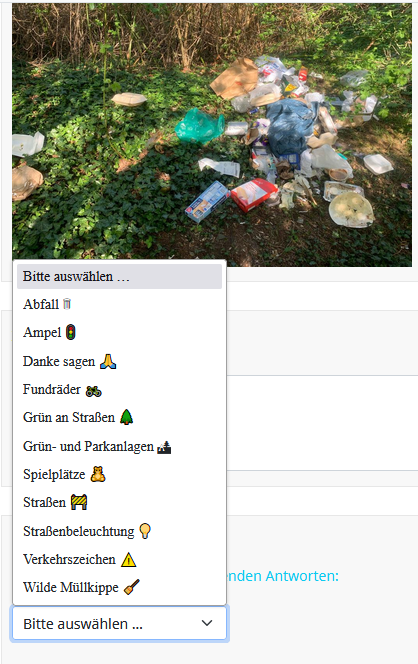 Bitte auswählen ...
Abfall
Ampel
Danke sagen
Fundräder
Grün an Straßen
Grün- und Parkanlagen
Spielplätze
Straßen
Straßenbeleuchtung
Verkehrszeichen
Wilde Müllkippe
enden Antworten:
Bitte auswählen ...